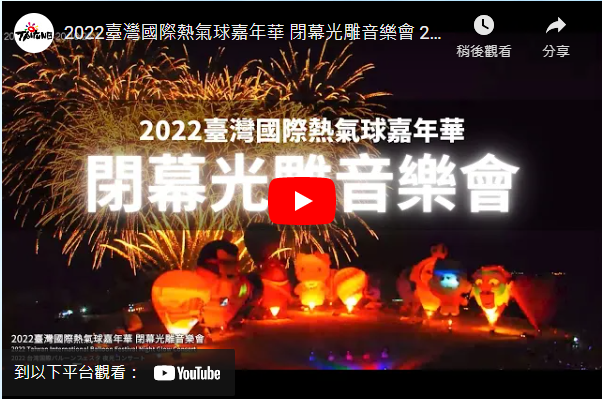 2022臺灣國際熱氣球嘉年華 閉幕光雕音樂會 2...
稍後觀看
分享
2022臺灣國際熱氣球嘉年華
閉幕光雕音樂會
2022臺灣國際熱氣球嘉年華 閉幕光雕音樂會
2022 Taiwan International Balloon Festival Night Glow Concert
到以下平台觀看：
YouTube